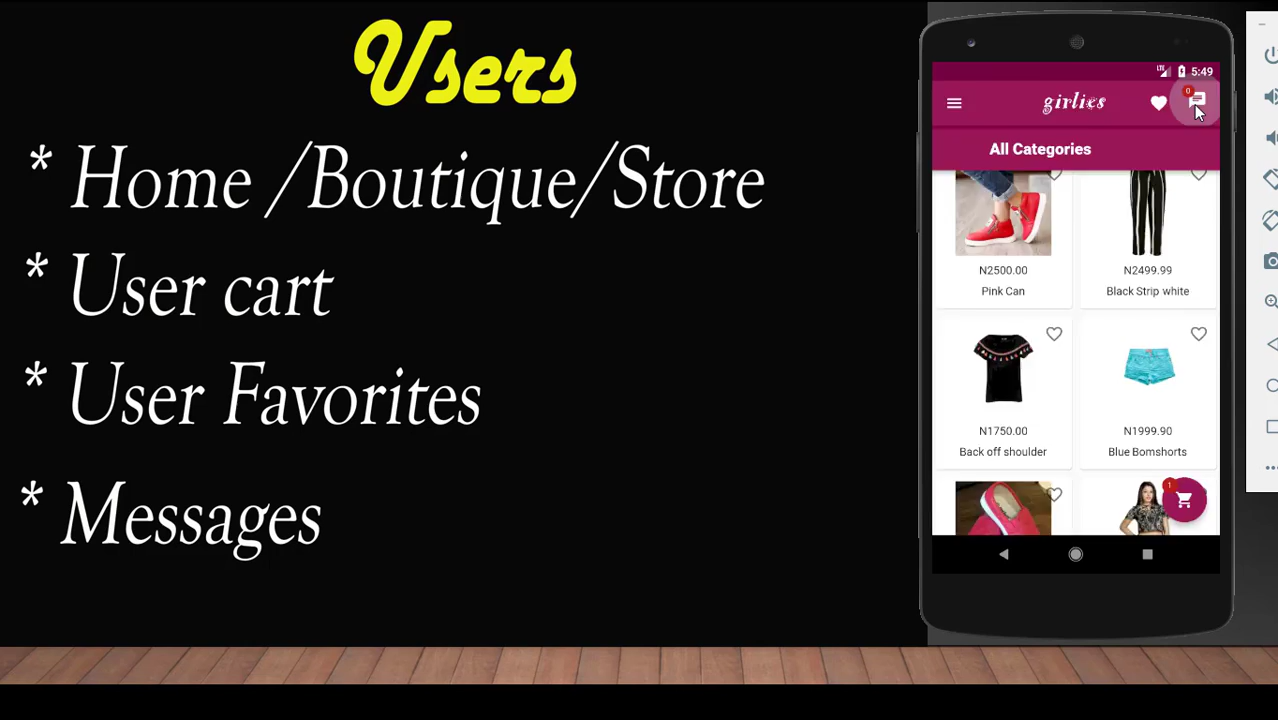 Users
* Home /Boutique/Store
* User cart
* User Favorites
* Messages
LTE 5:49
girlies
0
All Categories
N2500.00
Pink Can
N2499.99
Black Strip white
N1750.00
Back off shoulder
N1999.90
Blue Bomshorts
1